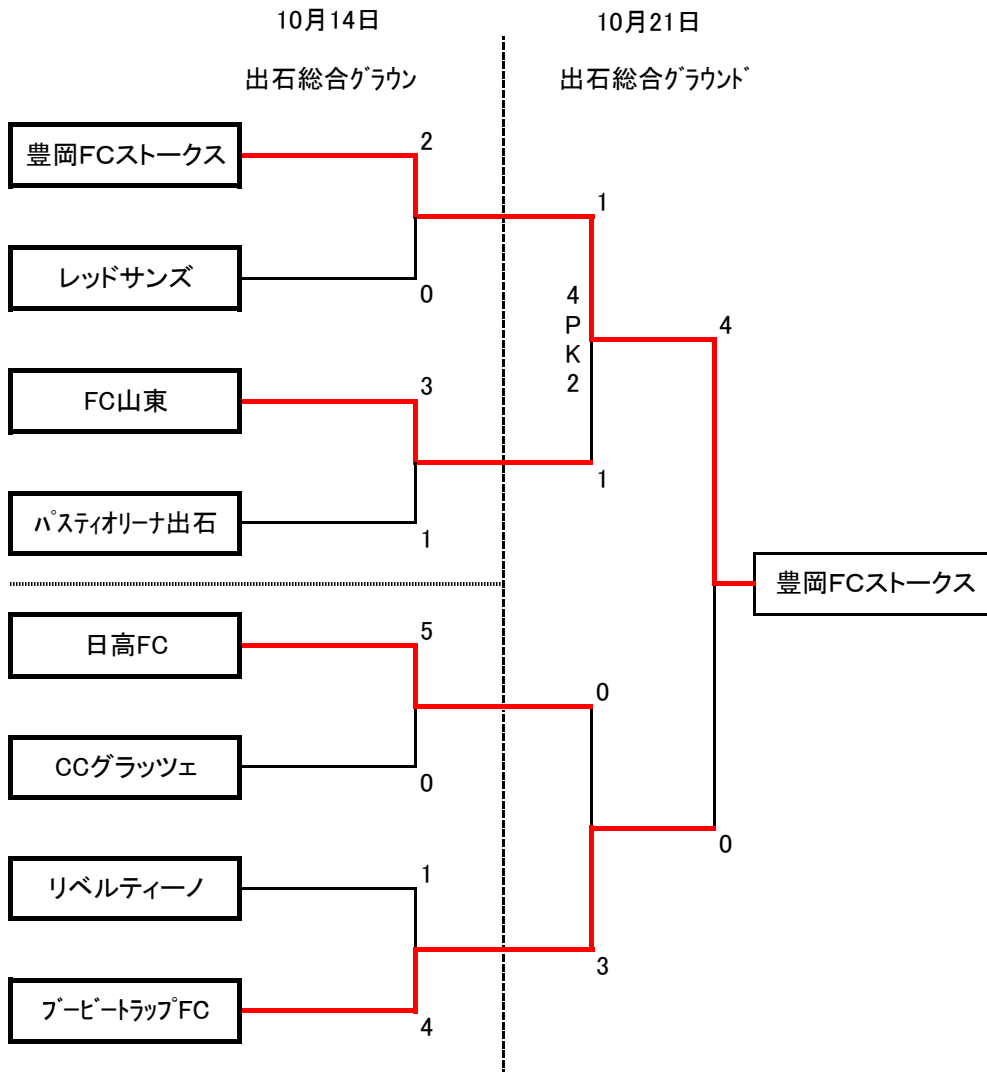 10月14日
10月21日
出石総合ｸﾞﾗｳﾝ
出石総合ｸﾞﾗｳﾝﾄﾞ
豊岡FCストークス
2
1
レッドサンズ
0
4
P
K
2
4
FC山東
3
1
ﾊﾟｽﾃｨｵﾘｰﾅ出石
1
豊岡FCストークス
日高FC
5
0
CCグラッツェ
0
0
リベルティーノ
1
3
ﾌﾞｰﾋﾞｰﾄﾗｯﾌﾟFC
4